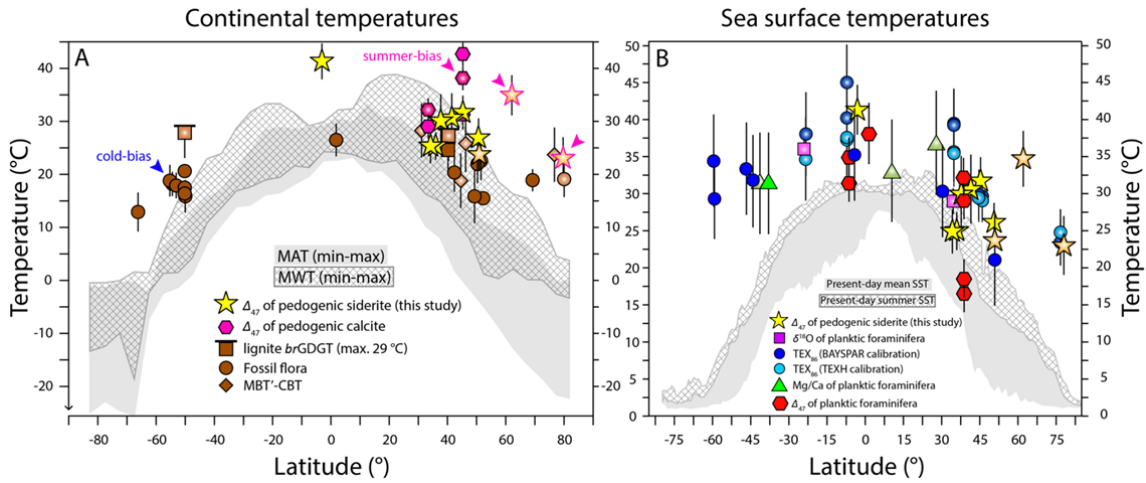 Continental temperatures
Sea surface temperatures
A
summer-bias
cold-bias
MAT (min-max)
MWT (min-max)
Δ47 of pedogenic siderite (this study)
Δ47 of pedogenic calcite
lignite brGDGT (max. 29 °C)
Fossil flora
MBT'-CBT
Temperature (°C)
40
30
20
10
0
-10
-20
40
30
20
10
0
-10
-20
-80 -60 -40 -20 0 20 40 60 80
Latitude (°)
B
50
45
40
35
30
25
20
15
10
5
0
Present-day mean SST
Present-day summer SST
Δ47 of pedogenic siderite (this study)
δ18O of planktic foraminifera
TEX86 (BAYSPAR calibration)
TEX86 (TEXH calibration)
Mg/Ca of planktic foraminifera
Δ47 of planktic foraminifera
50
45
40
35
30
25
20
15
10
5
0
Temperature (°C)
-75 -60 -45 -30 -15 0 15 30 45 60 75
Latitude (°)